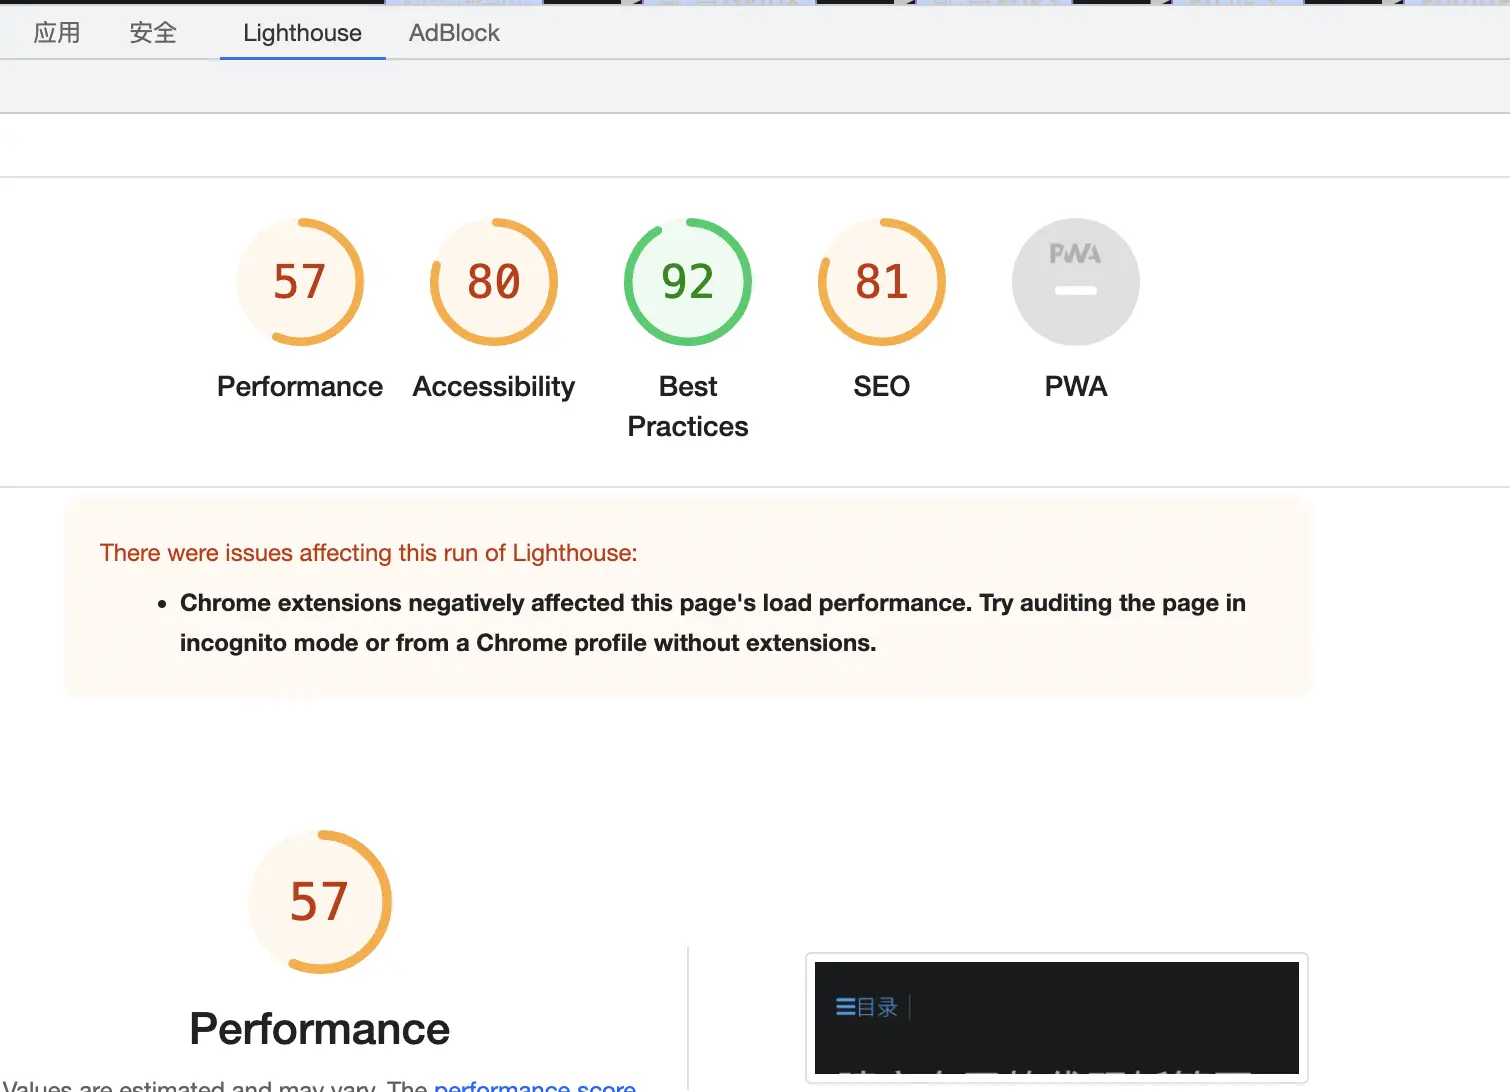 应用 安全 Lighthouse AdBlock
57 80 92 81 PWA
Performance Accessibility Best Practices SEO PWA
There were issues affecting this run of Lighthouse:
• Chrome extensions negatively affected this page's load performance. Try auditing the page in
incognito mode or from a Chrome profile without extensions.
57
Performance
Values are estimated and may vary. The performance score
目录